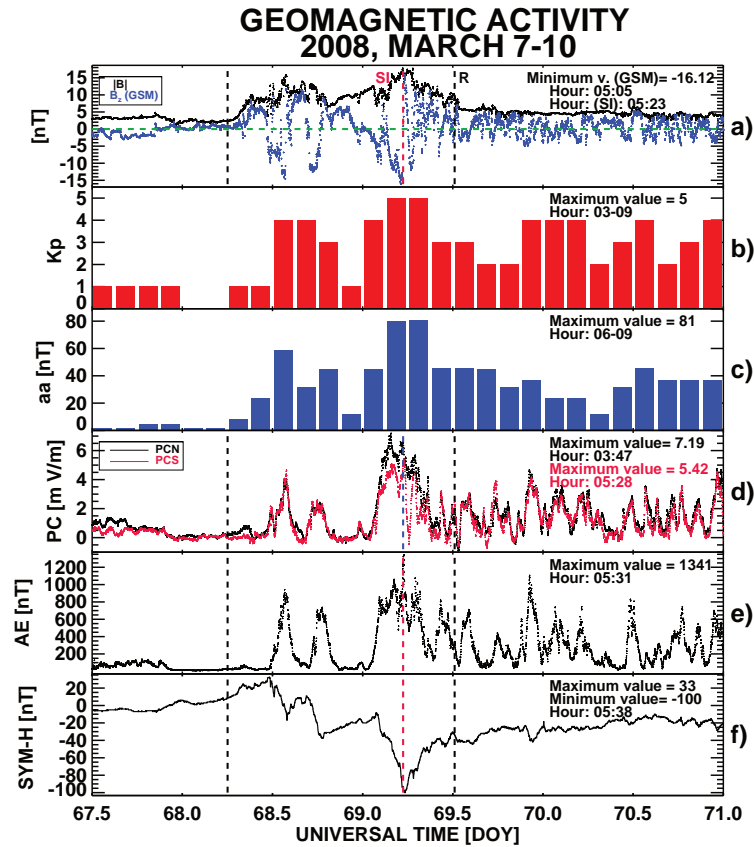 GEOMAGNETIC ACTIVITY
2008, MARCH 7-10
|B|
Bz (GSM)
SI
R
Minimum v. (GSM)= -16.12
Hour: 05:05
Hour: (SI): 05:23
15
10
5
0
-5
-10
-15
[nT]
a)
5
4
3
2
1
0
Kp
Maximum value = 5
Hour: 03-09
b)
80
60
40
20
0
aa [nT]
Maximum value = 81
Hour: 06-09
c)
PCN
PCS
6
4
2
0
PC [m V/m]
Maximum value= 7.19
Hour: 03:47
Maximum value = 5.42
Hour: 05:28
d)
1200
1000
800
600
400
200
AE [nT]
Maximum value = 1341
Hour: 05:31
e)
20
0
-20
-40
-60
-80
-100
SYM-H [nT]
Maximum value = 33
Minimum value= -100
Hour: 05:38
f)
67.5 68.0 68.5 69.0 69.5 70.0 70.5 71.0
UNIVERSAL TIME [DOY]